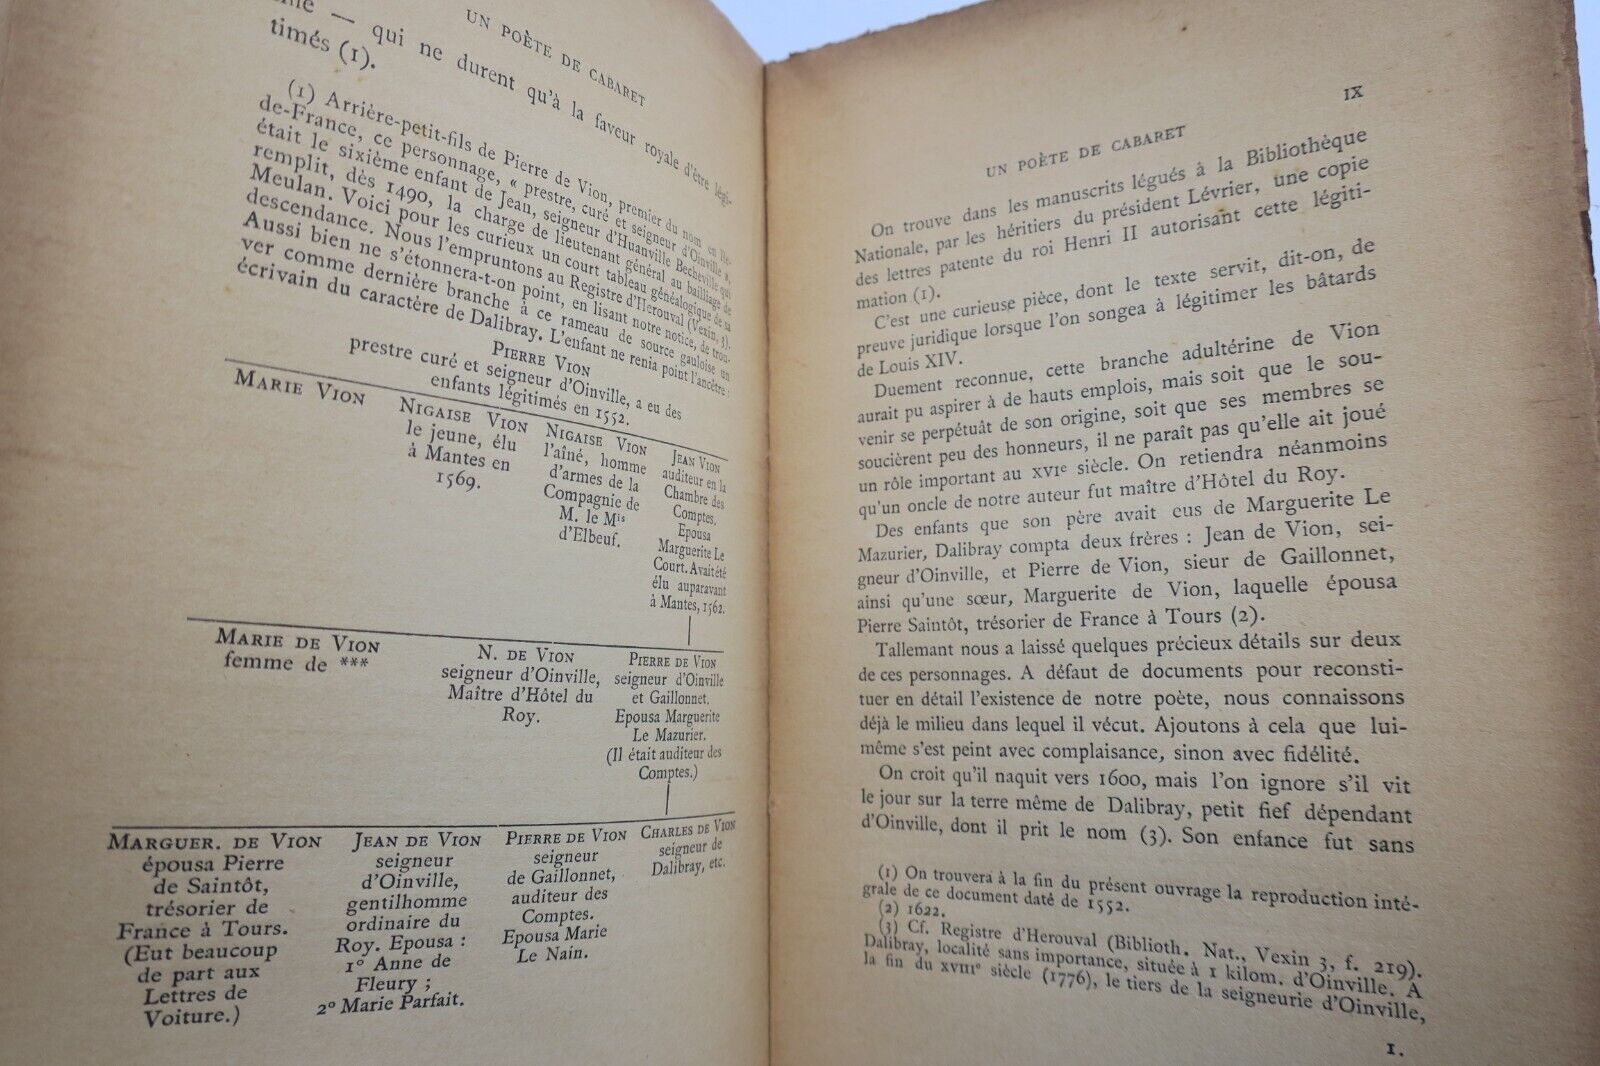 UN POÈTE DE CABARET
— qui ne durent qu'à la faveur royale d'être légi-
timés (1).
(1) Arrière-petit-fils de Pierre de Vion, premier du nom en Ile-
de-France, ce personnage, « prestre, curé et seigneur d'Oinville »,
était le sixième enfant de Jean, seigneur d'Huanville Becheville qui
remplit, dès 1490, la charge de lieutenant général au bailliage de
Meulan. Voici pour les curieux un court tableau généalogique de sa
descendance. Nous l'empruntons au Registre d'Herouval (Vexin, 3).
Aussi bien ne s'étonnera-t-on point, en lisant notre notice, de trou-
ver comme dernière branche à ce rameau de source gauloise un
écrivain du caractère de Dalibray. L'enfant ne renia point l'ancêtre :
PIERRE VION
prestre curé et seigneur d'Oinville, a eu des
enfants légitimés en 1552.
MARIE VION
NIGAISE VION
le jeune, élu
à Mantes en
1569.
NIGAISE VION
l'aîné, homme
d'armes de la
Compagnie de
M. le Mis
d'Elbeuf.
JEAN VION
auditeur en la
Chambre des
Comptes.
Epousa
Marguerite Le
Court. Avait été
élu auparavant
à Mantes, 1562.
MARIE DE VION
femme de ***
N. DE VION
seigneur d'Oinville,
Maître d'Hôtel du
Roy.
PIERRE DE VION
seigneur d'Oinville
et Gaillonnet.
Epousa Marguerite
Le Mazurier.
(Il était auditeur des
Comptes.)
MARGUER. DE VION
épousa Pierre
de Saintôt,
trésorier de
France à Tours.
(Eut beaucoup
de part aux
Lettres de
Voiture.)
JEAN DE VION
seigneur
d'Oinville,
gentilhomme
ordinaire du
Roy. Epousa :
1º Anne de
Fleury ;
2º Marie Parfait.
PIERRE DE VION
seigneur
de Gaillonnet,
auditeur des
Comptes.
Epousa Marie
Le Nain.
CHARLES DE VION
seigneur de
Dalibray, etc.
IX
UN POÈTE DE CABARET
On trouve dans les manuscrits légués à la Bibliothèque
Nationale, par les héritiers du président Lévrier, une copie
des lettres patente du roi Henri II autorisant cette légiti-
mation (1).
C'est une curieuse pièce, dont le texte servit, dit-on, de
preuve juridique lorsque l'on songea à légitimer les bâtards
de Louis XIV.
Duement reconnue, cette branche adultérine de Vion
aurait pu aspirer à de hauts emplois, mais soit que le sou-
venir se perpétuât de son origine, soit que ses membres se
soucièrent peu des honneurs, il ne paraît pas qu'elle ait joué
un rôle important au XVIe siècle. On retiendra néanmoins
qu'un oncle de notre auteur fut maître d'Hôtel du Roy.
Des enfants que son père avait eus de Marguerite Le
Mazurier, Dalibray compta deux frères : Jean de Vion, sei-
gneur d'Oinville, et Pierre de Vion, sieur de Gaillonnet,
ainsi qu'une sœur, Marguerite de Vion, laquelle épousa
Pierre Saintôt, trésorier de France à Tours (2).
Tallemant nous a laissé quelques précieux détails sur deux
de ces personnages. A défaut de documents pour reconsti-
tuer en détail l'existence de notre poète, nous connaissons
déjà le milieu dans lequel il vécut. Ajoutons à cela que lui-
même s'est peint avec complaisance, sinon avec fidélité.
On croit qu'il naquit vers 1600, mais l'on ignore s'il vit
le jour sur la terre même de Dalibray, petit fief dépendant
d'Oinville, dont il prit le nom (3). Son enfance fut sans
(1) On trouvera à la fin du présent ouvrage la reproduction inté-
grale de ce document daté de 1552.
(2) 1622.
(3) Cf. Registre d'Herouval (Biblioth. Nat., Vexin 3, f. 219).
Dalibray, localité sans importance, située à 1 kilom. d'Oinville. A
la fin du XVIIIe siècle (1776), le tiers de la seigneurie d'Oinville,
1.